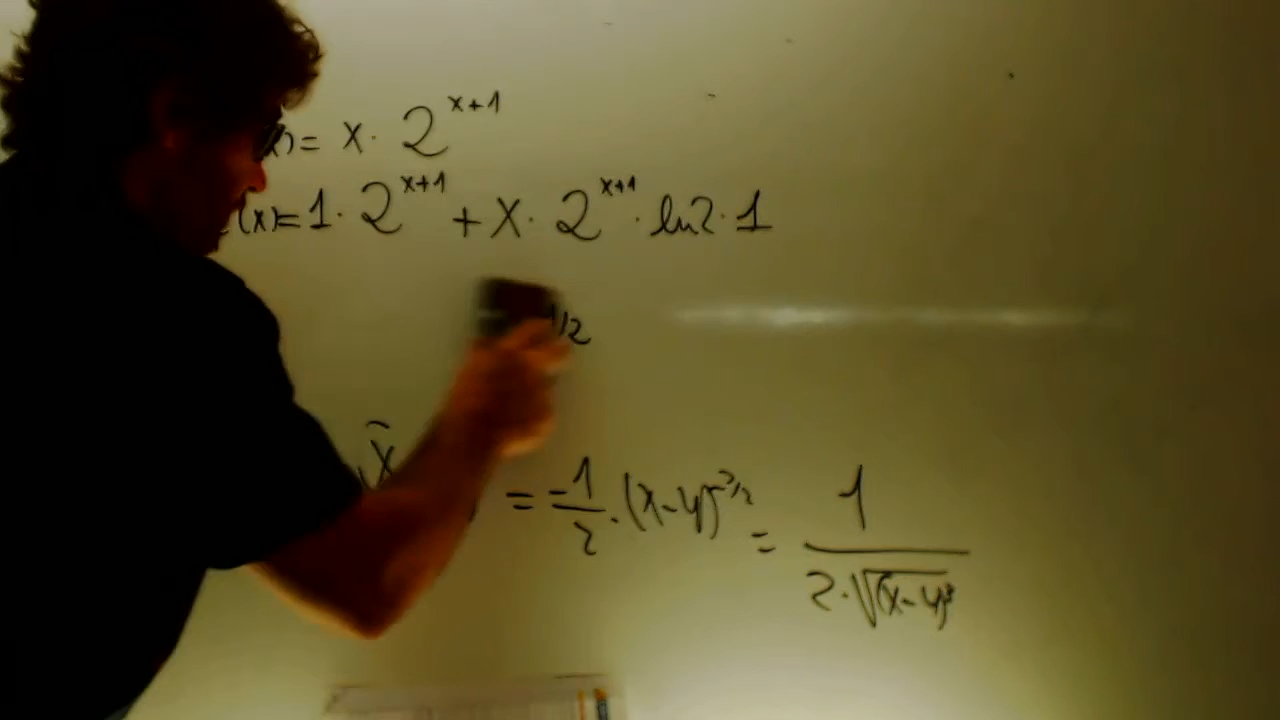 x)= x · 2^{x+1}
(x)= 1 · 2^{x+1} + x · 2^{x+1} · ln2 · 1
1/2
x = -1/2 · (x-4)^{-3/2} = 1/(2·√(x-4)^3)